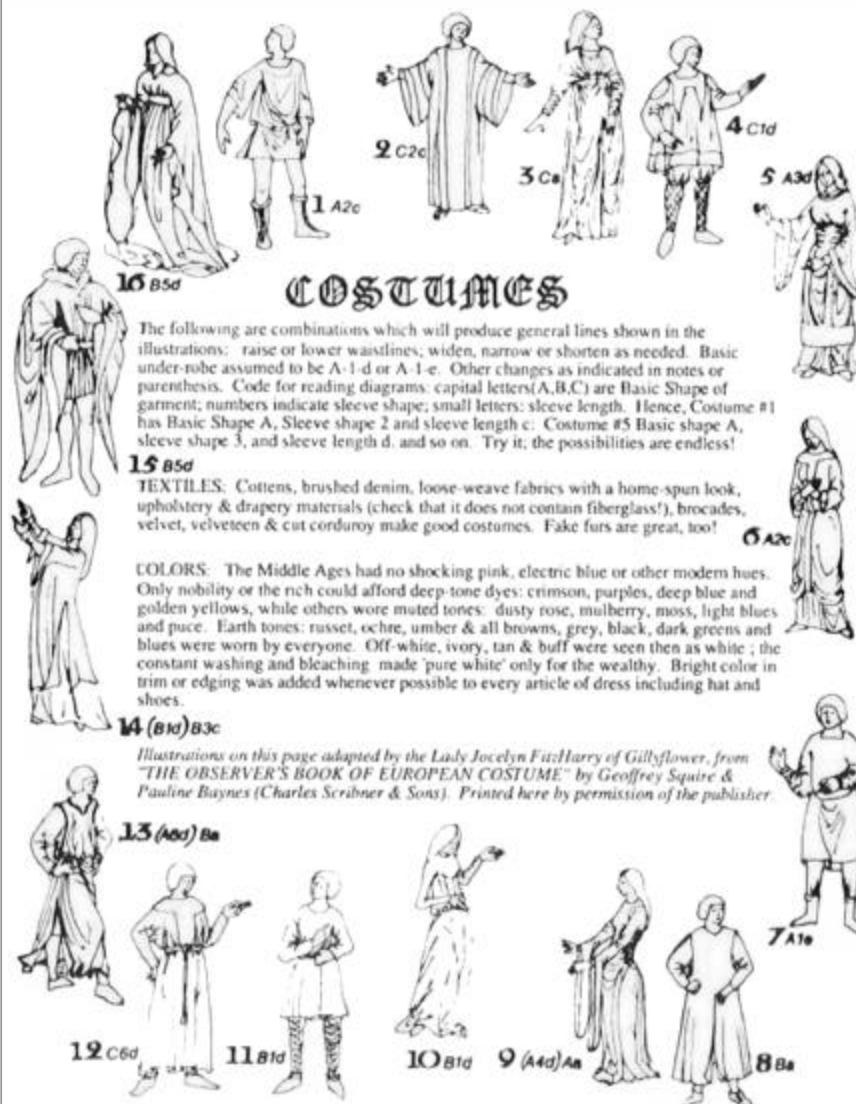 1 A2c
2 C2c
3 Ca
4 C1d
5 A3d
16 B5d
COSTUMES
The following are combinations which will produce general lines shown in the
illustrations: raise or lower waistlines; widen, narrow or shorten as needed. Basic
under-robe assumed to be A-1-d or A-1-e. Other changes as indicated in notes or
parenthesis. Code for reading diagrams: capital letters(A,B,C) are Basic Shape of
garment; numbers indicate sleeve shape; small letters: sleeve length. Hence, Costume #1
has Basic Shape A, Sleeve shape 2 and sleeve length c: Costume #5 Basic shape A,
sleeve shape 3, and sleeve length d. and so on. Try it; the possibilities are endless!
15 B5d
TEXTILES: Cottens, brushed denim, loose-weave fabrics with a home-spun look,
upholstery & drapery materials (check that it does not contain fiberglass!), brocades,
velvet, velveteen & cut corduroy make good costumes. Fake furs are great, too!
6 A2c
COLORS: The Middle Ages had no shocking pink, electric blue or other modern hues.
Only nobility or the rich could afford deep-tone dyes: crimson, purples, deep blue and
golden yellows, while others wore muted tones: dusty rose, mulberry, moss, light blues
and puce. Earth tones: russet, ochre, umber & all browns, grey, black, dark greens and
blues were worn by everyone. Off-white, ivory, tan & buff were seen then as white ; the
constant washing and bleaching made 'pure white' only for the wealthy. Bright color in
trim or edging was added whenever possible to every article of dress including hat and
shoes.
14 (B1d) B3c
Illustrations on this page adapted by the Lady Jocelyn FitzHarry of Gillyflower, from
"THE OBSERVER'S BOOK OF EUROPEAN COSTUME" by Geoffrey Squire &
Pauline Baynes (Charles Scribner & Sons). Printed here by permission of the publisher.
13 (A6d) Ba
7 A1e
12 C6d
11 B1d
10 B1d
9 (A4d) Aa
8 Ba